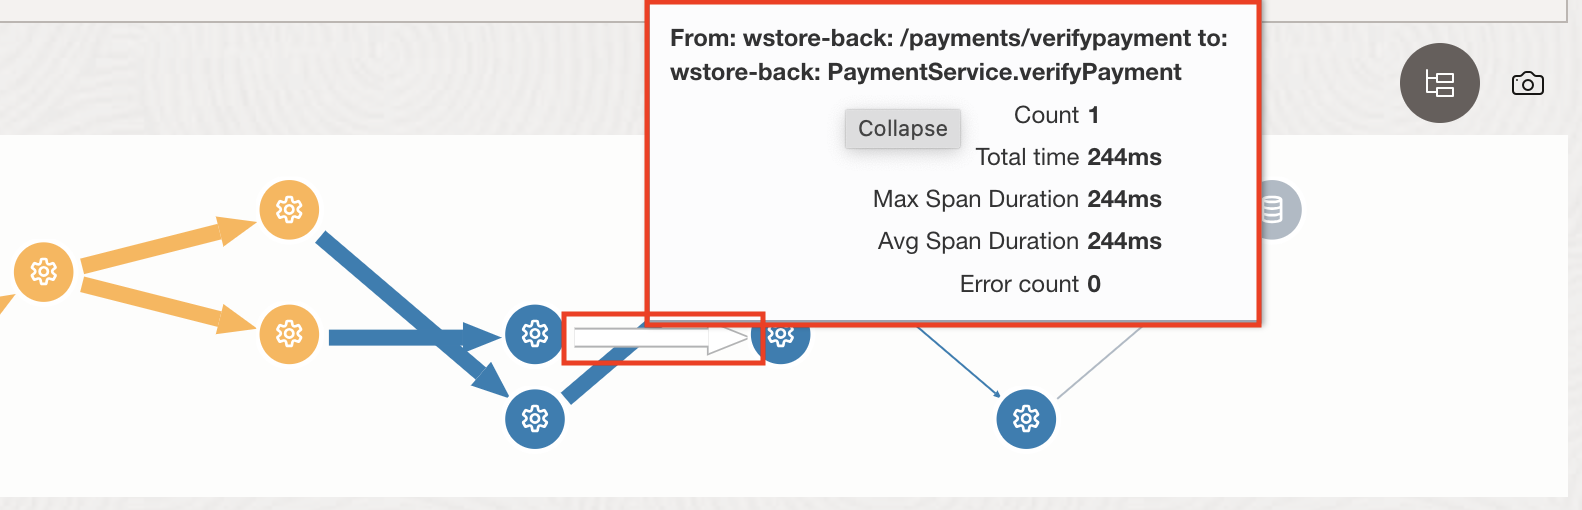 From: wstore-back: /payments/verifypayment to:
wstore-back: PaymentService.verifyPayment
Count 1
Collapse
Total time 244ms
Max Span Duration 244ms
Avg Span Duration 244ms
Error count 0